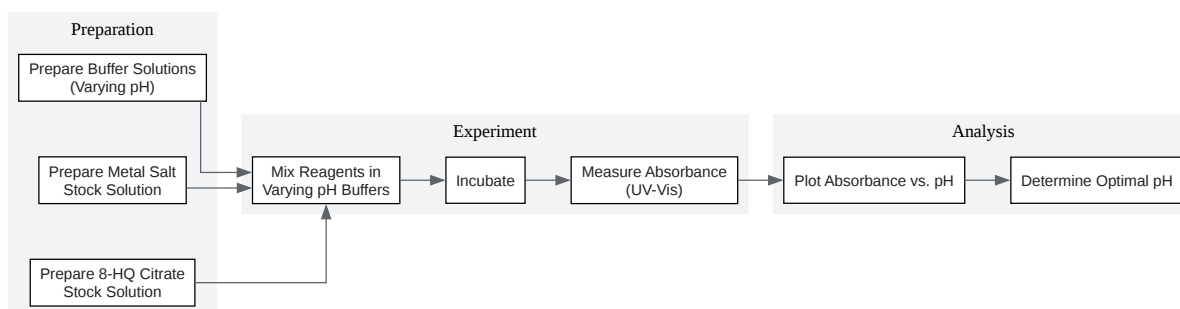 Preparation
Prepare Buffer Solutions
(Varying pH)
Prepare Metal Salt
Stock Solution
Prepare 8-HQ Citrate
Stock Solution
Experiment
Mix Reagents in
Varying pH Buffers
Incubate
Measure Absorbance
(UV-Vis)
Analysis
Plot Absorbance vs. pH
Determine Optimal pH